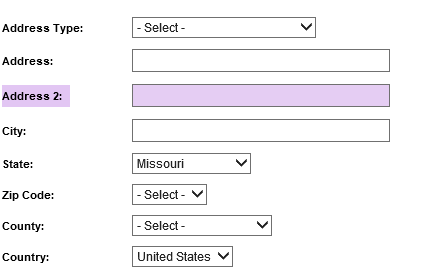 Address Type: - Select -
Address:
Address 2:
City:
State: Missouri
Zip Code: - Select -
County: - Select -
Country: United States